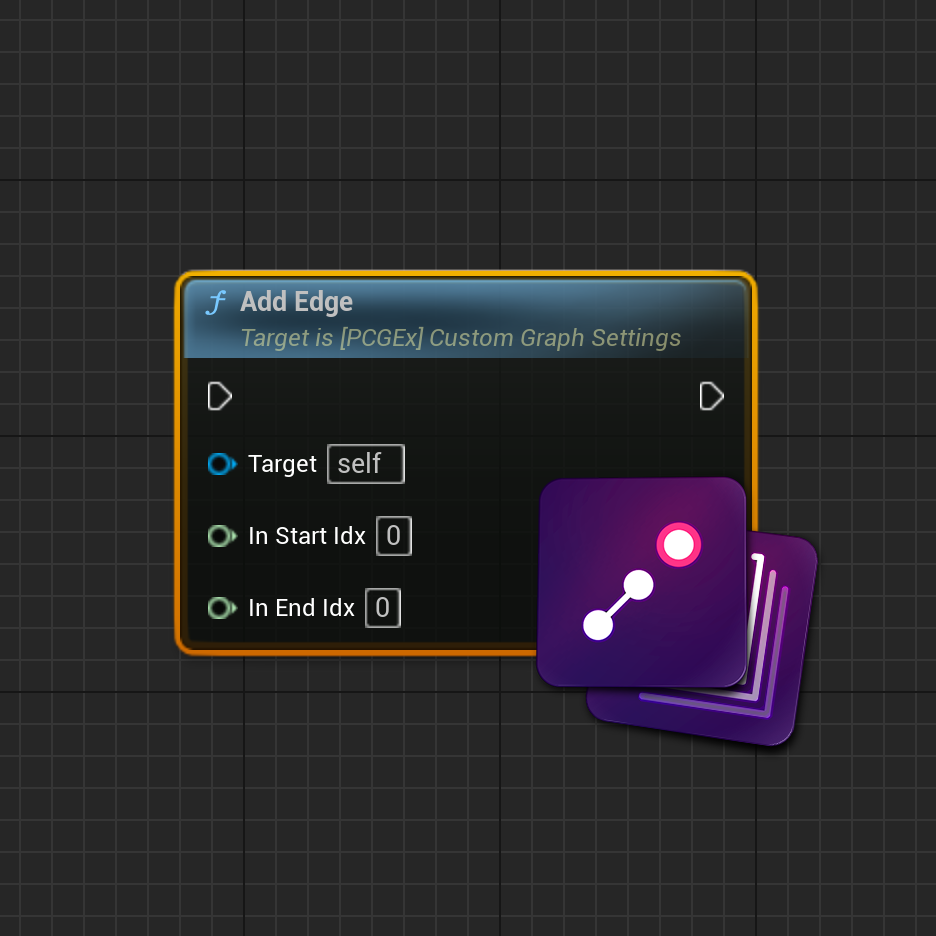 f Add Edge
Target is [PCGEx] Custom Graph Settings
Target self
In Start Idx 0
In End Idx 0